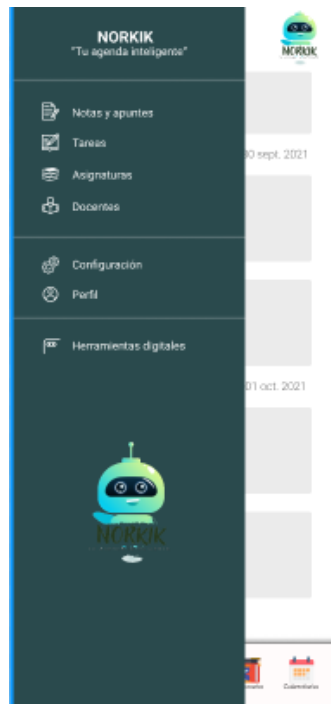 NORKIK
"Tu agenda inteligente"
NORKIK
Notas y apuntes
Tareas
30 sept. 2021
Asignaturas
Docentes
Configuración
Perfil
Herramientas digitales
01 oct. 2021
NORKIK
Calendario